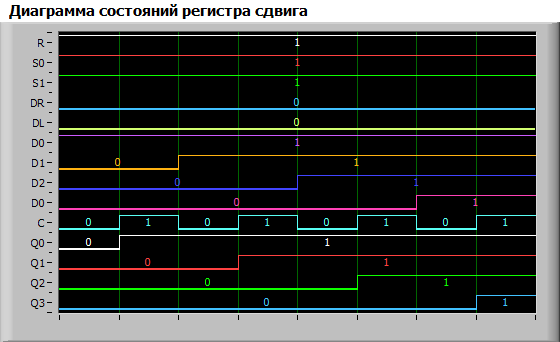 Диаграмма состояний регистра сдвига
R 1
S0 1
S1 1
DR 0
DL 0
D0 1
D1 0 1
D2 0 1
D0 0 1
C 0 1 0 1 0 1 0 1
Q0 0 1
Q1 0 1
Q2 0 1
Q3 0 1